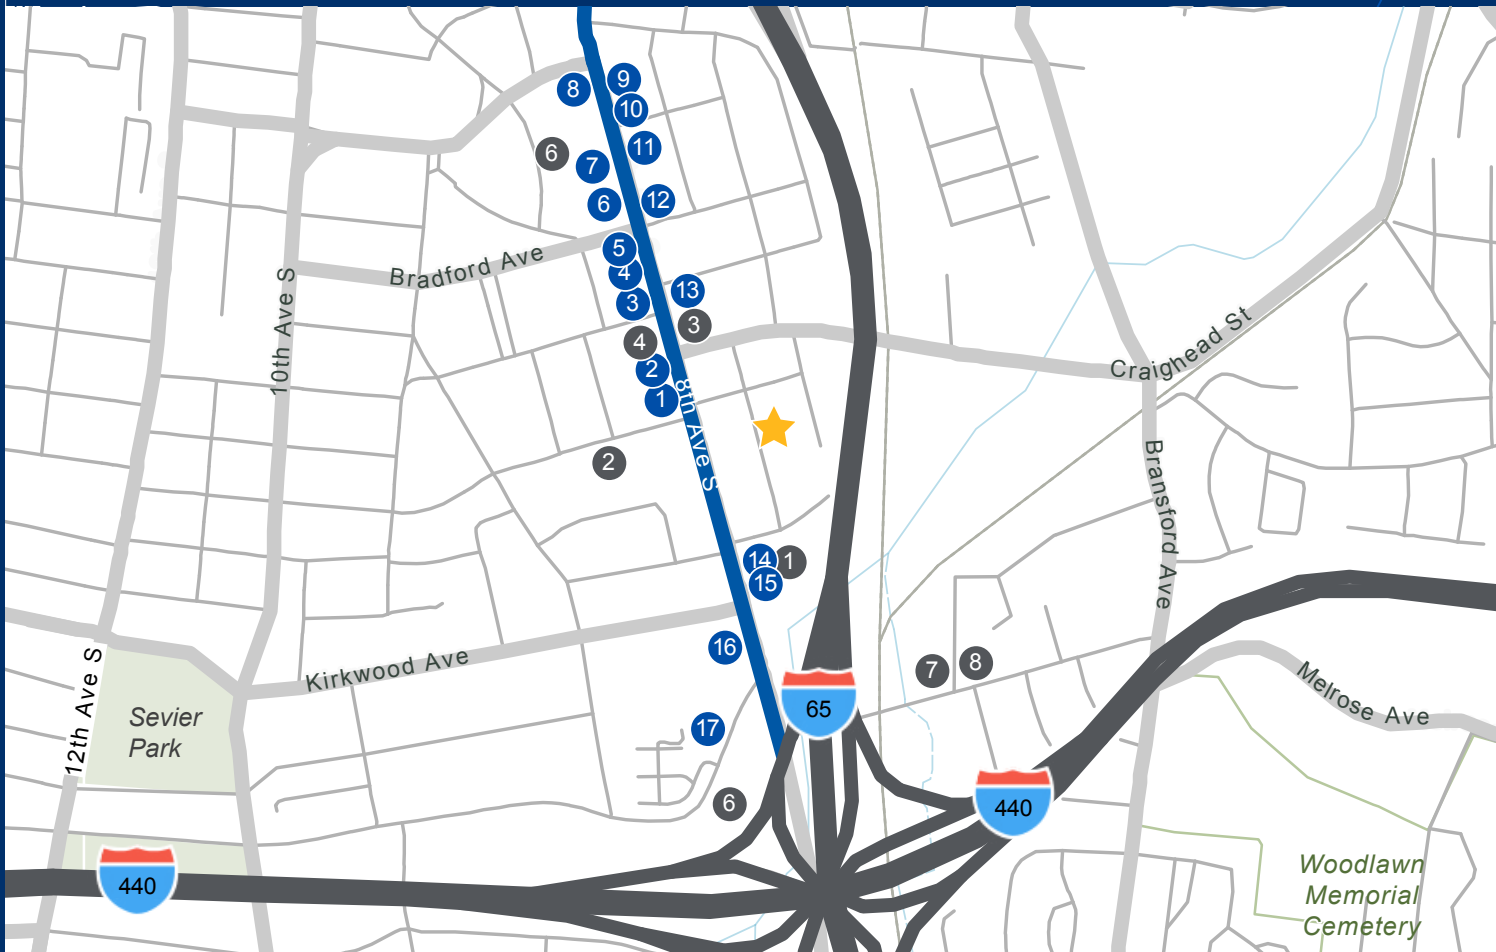 8
9
10
11
6
7
12
6
5
4
3
13
3
4
2
1
2
14
1
15
16
17
6
7
8
Bradford Ave
10th Ave S
8th Ave S
Craighead St
Bransford Ave
Kirkwood Ave
12th Ave S
Sevier
Park
65
440
440
Melrose Ave
Woodlawn
Memorial
Cemetery